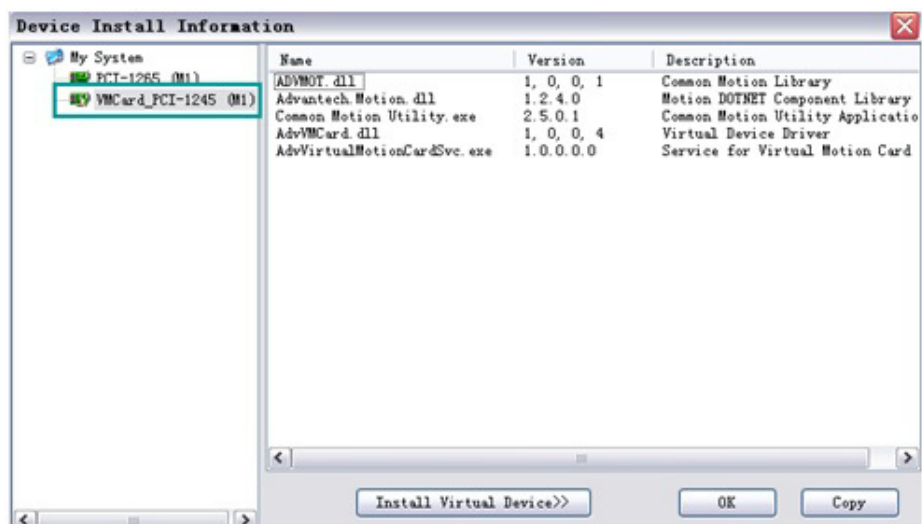 Device Install Information
My System
PCI-1265 (M1)
VMCard_PCI-1245 (M1)
Name Version Description
ADVMOT.dll 1, 0, 0, 1 Common Motion Library
Advantech.Motion.dll 1.2.4.0 Motion DOTNET Component Library
Common Motion Utility.exe 2.5.0.1 Common Motion Utility Applicatio
AdvVMCard.dll 1, 0, 0, 4 Virtual Device Driver
AdvVirtualMotionCardSvc.exe 1.0.0.0.0 Service for Virtual Motion Card
Install Virtual Device>> OK Copy